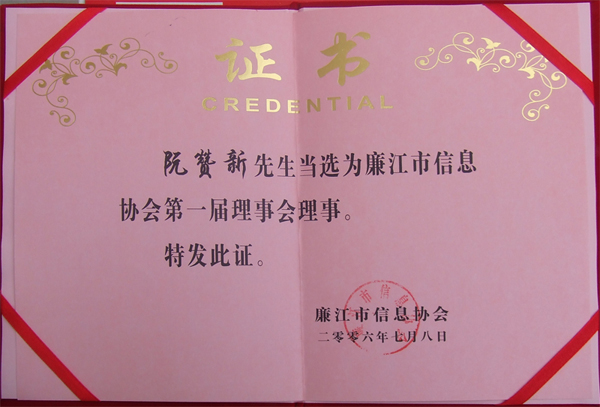 证书
CREDENTIAL
阮赞新先生当选为廉江市信息
协会第一届理事会理事。
特发此证。
廉江市信息协会
二零零六年七月八日